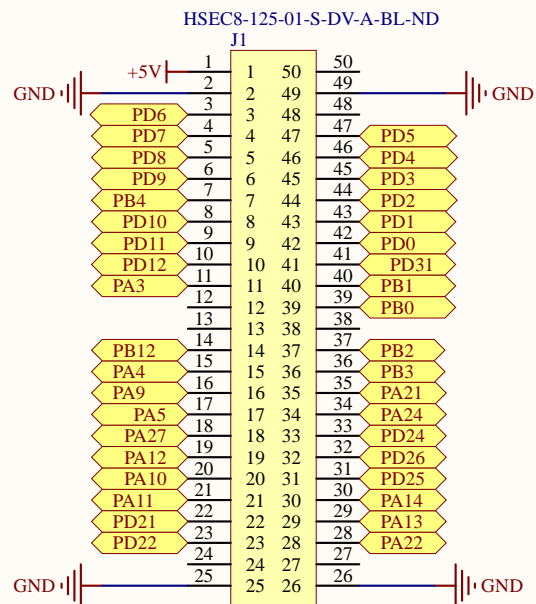 HSEC8-125-01-S-DV-A-BL-ND
J1
+5V 1 1 50 50
GND 2 2 49 49 GND
PD6 3 3 48 48
PD7 4 4 47 47 PD5
PD8 5 5 46 46 PD4
PD9 6 6 45 45 PD3
PB4 7 7 44 44 PD2
PD10 8 8 43 43 PD1
PD11 9 9 42 42 PD0
PD12 10 10 41 41 PD31
PA3 11 11 40 40 PB1
12 12 39 39 PB0
13 13 38 38
PB12 14 14 37 37 PB2
PA4 15 15 36 36 PB3
PA9 16 16 35 35 PA21
PA5 17 17 34 34 PA24
PA27 18 18 33 33 PD24
PA12 19 19 32 32 PD26
PA10 20 20 31 31 PD25
PA11 21 21 30 30 PA14
PD21 22 22 29 29 PA13
PD22 23 23 28 28 PA22
24 24 27 27
GND 25 25 26 26 GND